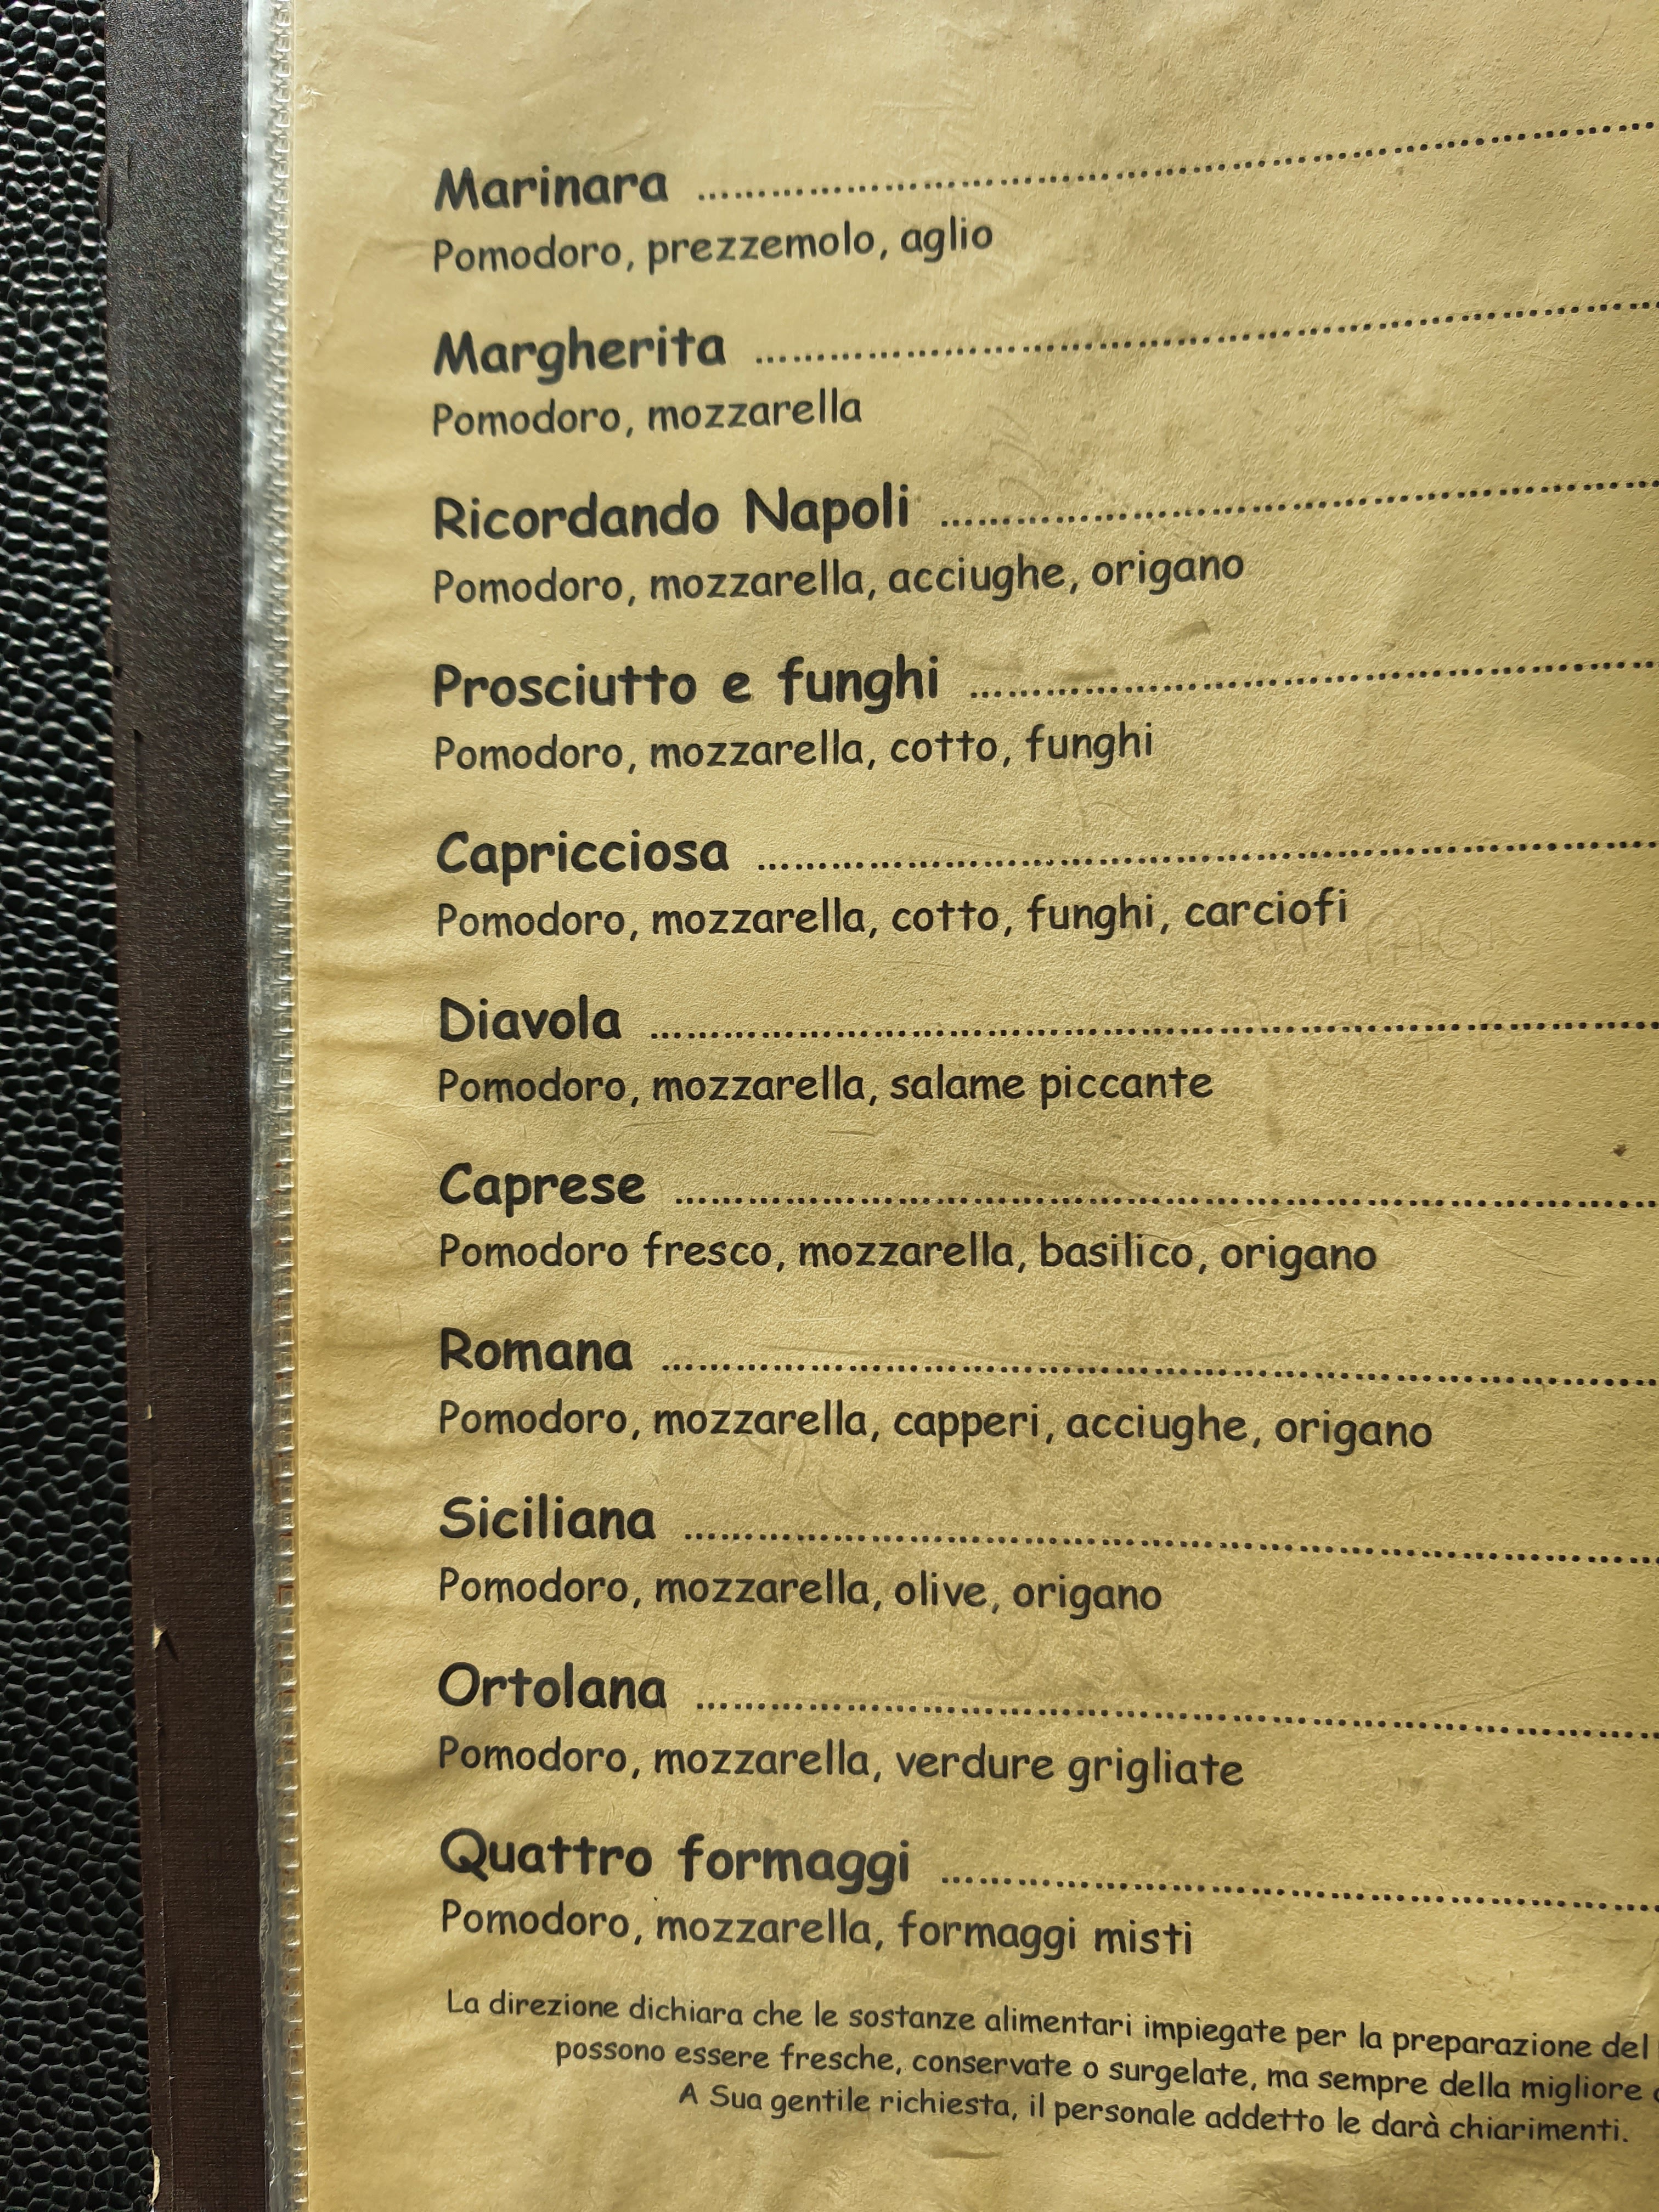 Marinara ........................................
Pomodoro, prezzemolo, aglio
Margherita ........................................
Pomodoro, mozzarella
Ricordando Napoli ........................................
Pomodoro, mozzarella, acciughe, origano
Prosciutto e funghi ........................................
Pomodoro, mozzarella, cotto, funghi
Capricciosa ........................................
Pomodoro, mozzarella, cotto, funghi, carciofi
Diavola ........................................
Pomodoro, mozzarella, salame piccante
Caprese ........................................
Pomodoro fresco, mozzarella, basilico, origano
Romana ........................................
Pomodoro, mozzarella, capperi, acciughe, origano
Siciliana ........................................
Pomodoro, mozzarella, olive, origano
Ortolana ........................................
Pomodoro, mozzarella, verdure grigliate
Quattro formaggi ........................................
Pomodoro, mozzarella, formaggi misti
La direzione dichiara che le sostanze alimentari impiegate per la preparazione del
possono essere fresche, conservate o surgelate, ma sempre della migliore
A Sua gentile richiesta, il personale addetto le darà chiarimenti.